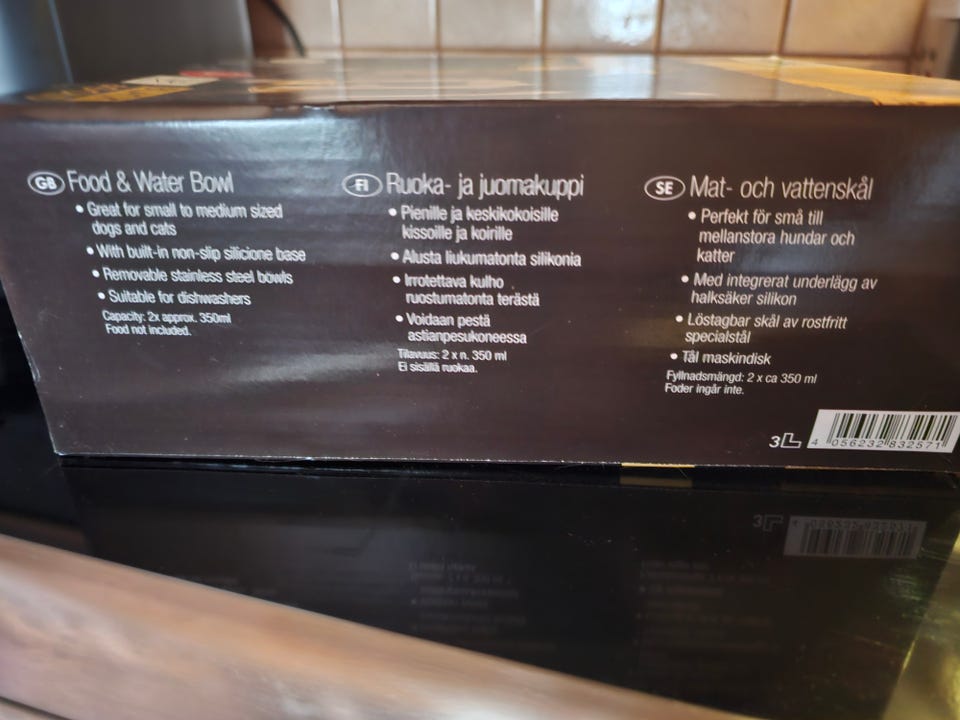 GB Food & Water Bowl
• Great for small to medium sized
dogs and cats
• With built-in non-slip silicione base
• Removable stainless steel bowls
• Suitable for dishwashers
Capacity: 2x approx. 350ml
Food not included.
FI Ruoka- ja juomakuppi
• Pienille ja keskikokoisille
kissoille ja koirille
• Alusta liukumatonta silikonia
• Irrotettava kulho
ruostumatonta terästä
• Voidaan pestä
astianpesukoneessa
Tilavuus: 2 x n. 350 ml
Ei sisällä ruokaa.
SE Mat- och vattenskål
• Perfekt för små till
mellanstora hundar och
katter
• Med integrerat underlägg av
halksäker silikon
• Löstagbar skål av rostfritt
specialstål
• Tål maskindisk
Fyllnadsmängd: 2 x ca 350 ml
Foder ingår inte.
3L
4 056232 832571